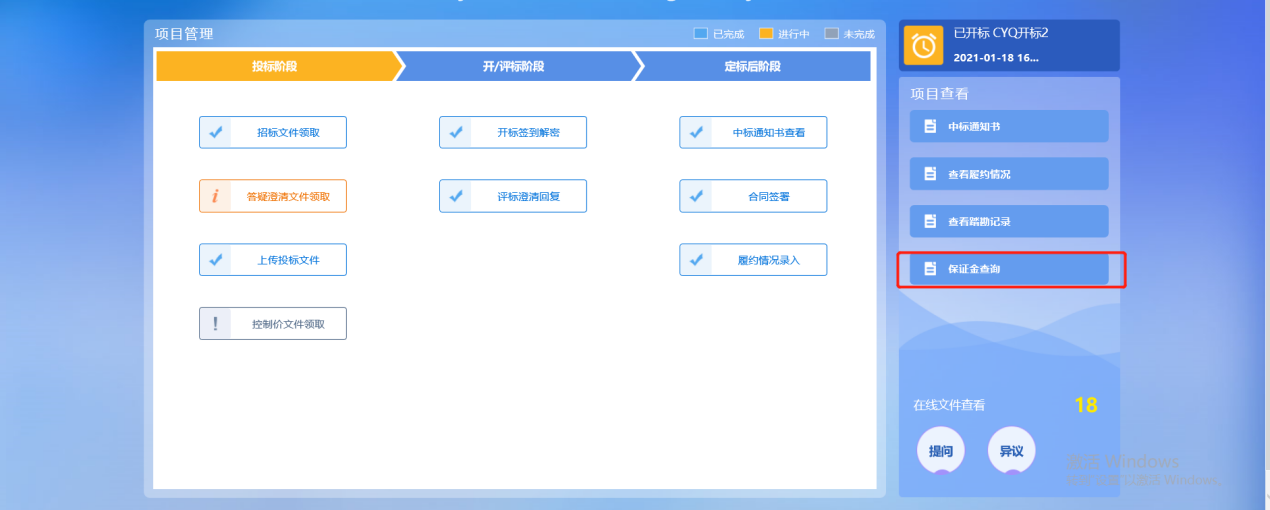 项目管理
已完成 进行中 未完成
投标阶段 开/评标阶段 定标后阶段
招标文件领取 开标签到解密 中标通知书查看
答疑澄清文件领取 评标澄清回复 合同签署
上传投标文件 履约情况录入
控制价文件领取
已开标 CYQ开标2
2021-01-18 16...
项目查看
中标通知书
查看履约情况
查看踏勘记录
保证金查询
在线文件查看 18
提问 异议
激活 Windows